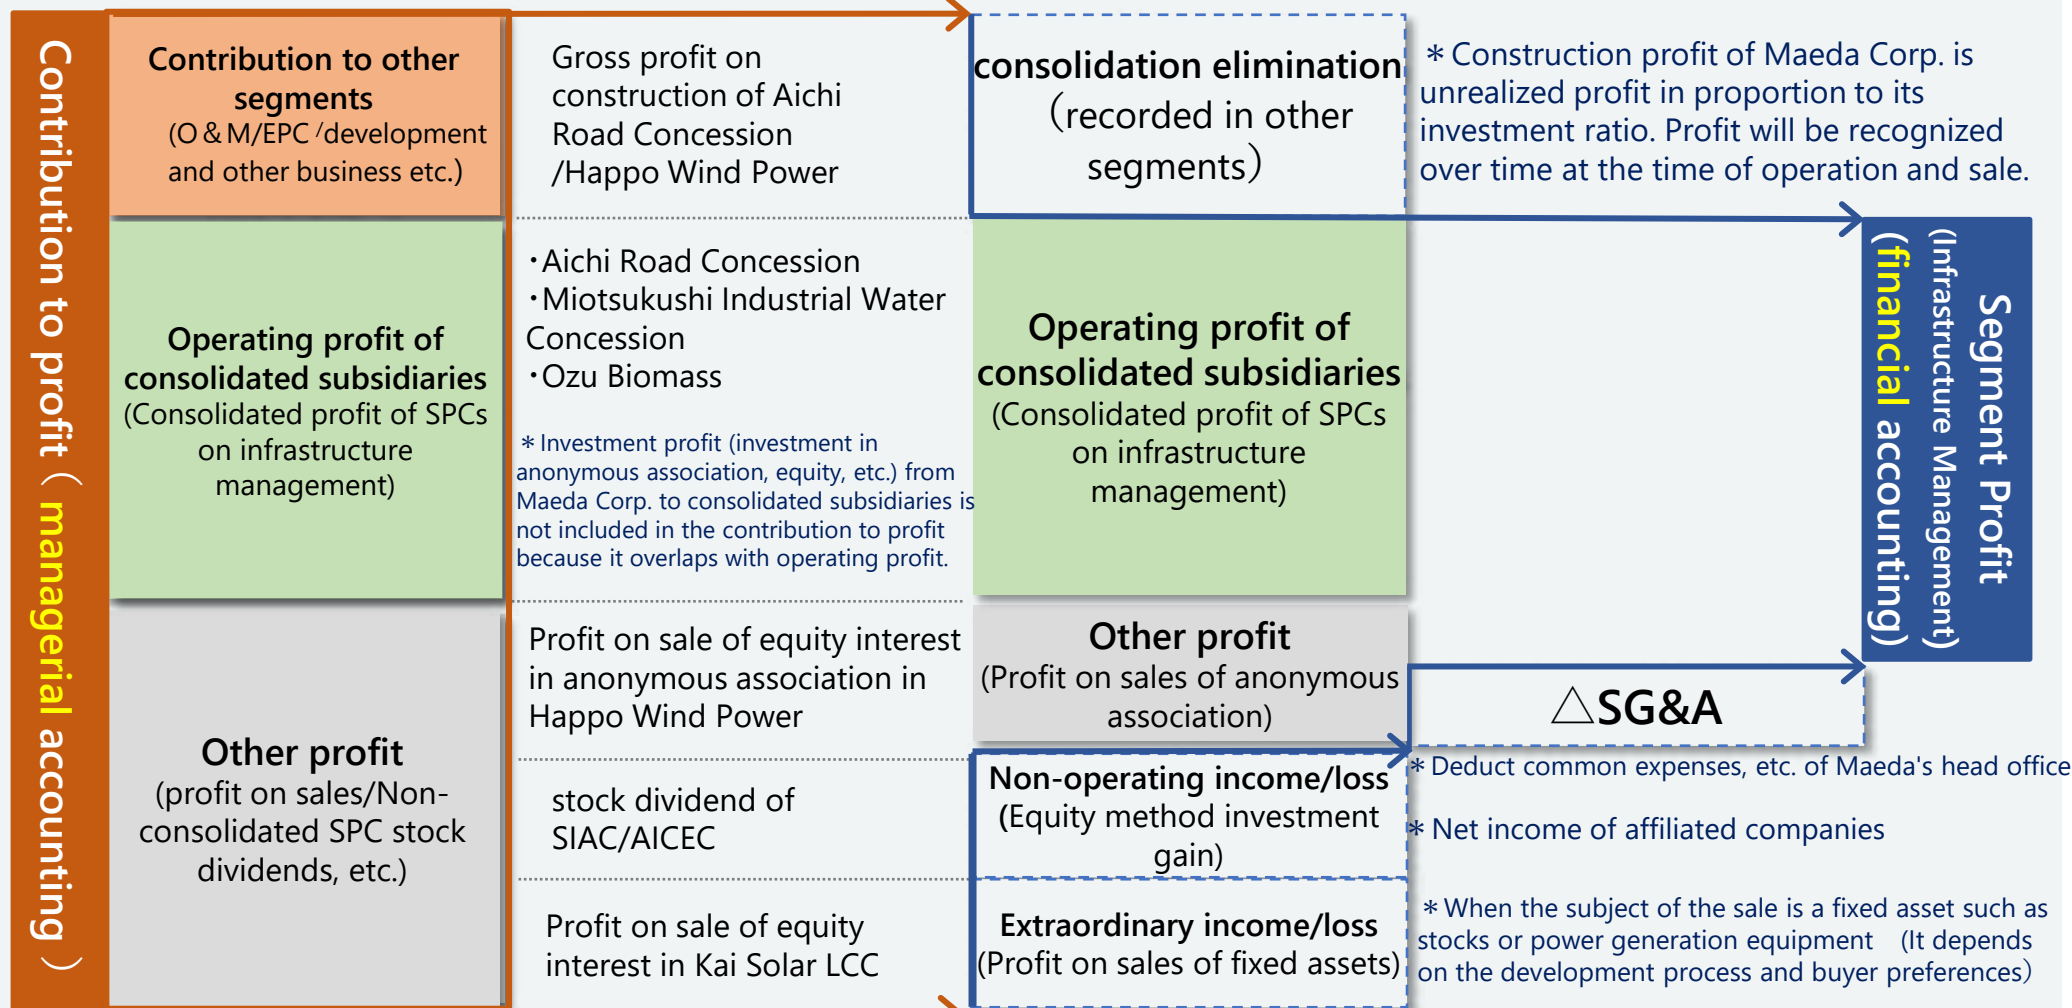 Contribution to profit（ managerial accounting ）
Contribution to other
segments
(O＆M/EPC /development
and other business etc.)
Gross profit on
construction of Aichi
Road Concession
/Happo Wind Power
consolidation elimination
（recorded in other
segments）
＊Construction profit of Maeda Corp. is
unrealized profit in proportion to its
investment ratio. Profit will be recognized
over time at the time of operation and sale.
Operating profit of
consolidated subsidiaries
(Consolidated profit of SPCs
on infrastructure
management)
・Aichi Road Concession
・Miotsukushi Industrial Water
Concession
・Ozu Biomass
＊Investment profit (investment in
anonymous association, equity, etc.) from
Maeda Corp. to consolidated subsidiaries is
not included in the contribution to profit
because it overlaps with operating profit.
Operating profit of
consolidated subsidiaries
(Consolidated profit of SPCs
on infrastructure
management)
Segment Profit
(Infrastructure Management)
(financial accounting)
Other profit
(profit on sales/Non-
consolidated SPC stock
dividends, etc.)
Profit on sale of equity interest
in anonymous association in
Happo Wind Power
Other profit
(Profit on sales of anonymous
association)
△SG&A
＊Deduct common expenses, etc. of Maeda's head office
stock dividend of
SIAC/AICEC
Non-operating income/loss
(Equity method investment
gain)
＊Net income of affiliated companies
Profit on sale of equity
interest in Kai Solar LCC
Extraordinary income/loss
(Profit on sales of fixed assets)
＊When the subject of the sale is a fixed asset such as
stocks or power generation equipment （It depends
on the development process and buyer preferences）